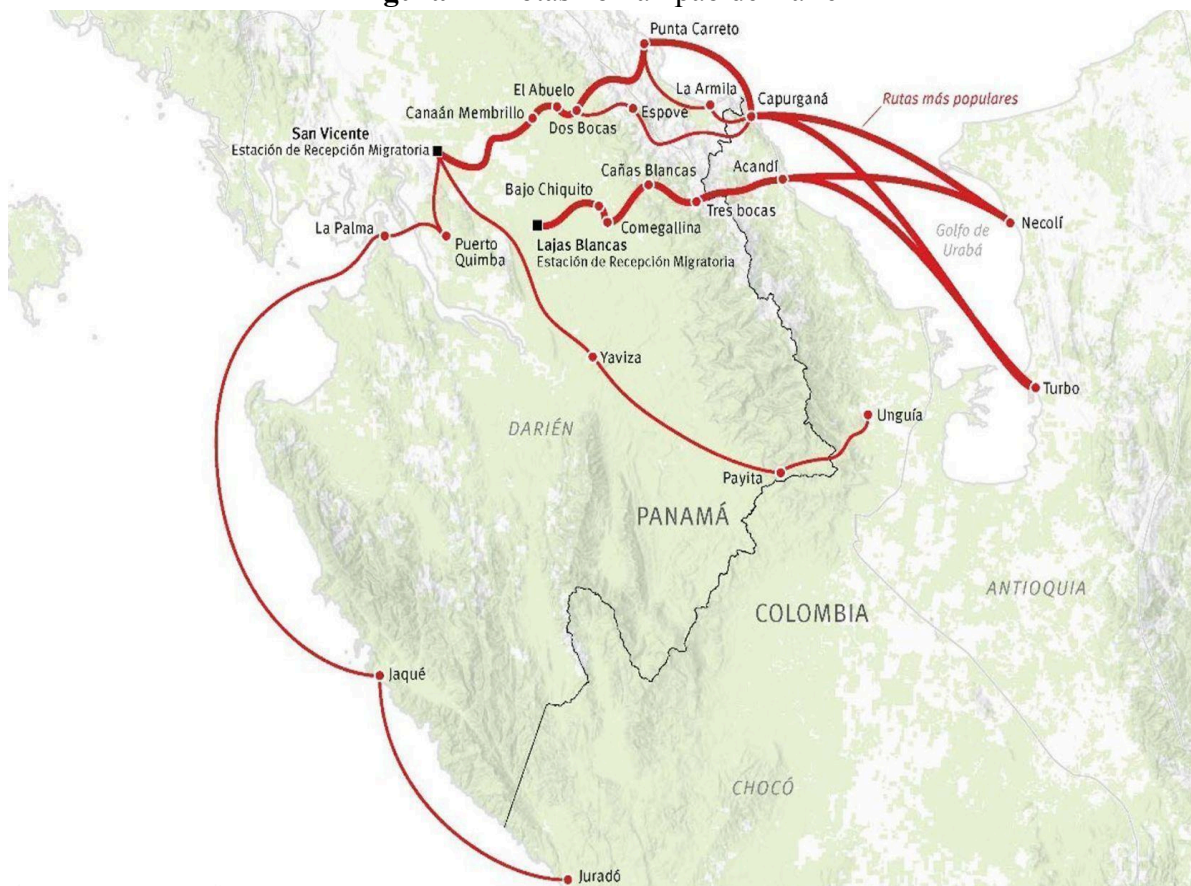 Punta Carreto
La Armila
El Abuelo
Capurganá
Rutas más populares
Canaán Membrillo
Espové
Dos Bocas
San Vicente
Estación de Recepción Migratoria
Cañas Blancas
Acandí
Bajo Chiquito
Tres bocas
Necolí
La Palma
Puerto
Quimba
Comegallina
Golfo de
Urabá
Lajas Blancas
Estación de Recepción Migratoria
Yaviza
Turbo
Unguía
DARIÉN
Payita
PANAMÁ
ANTIOQUIA
COLOMBIA
Jaqué
CHOCÓ
Juradó